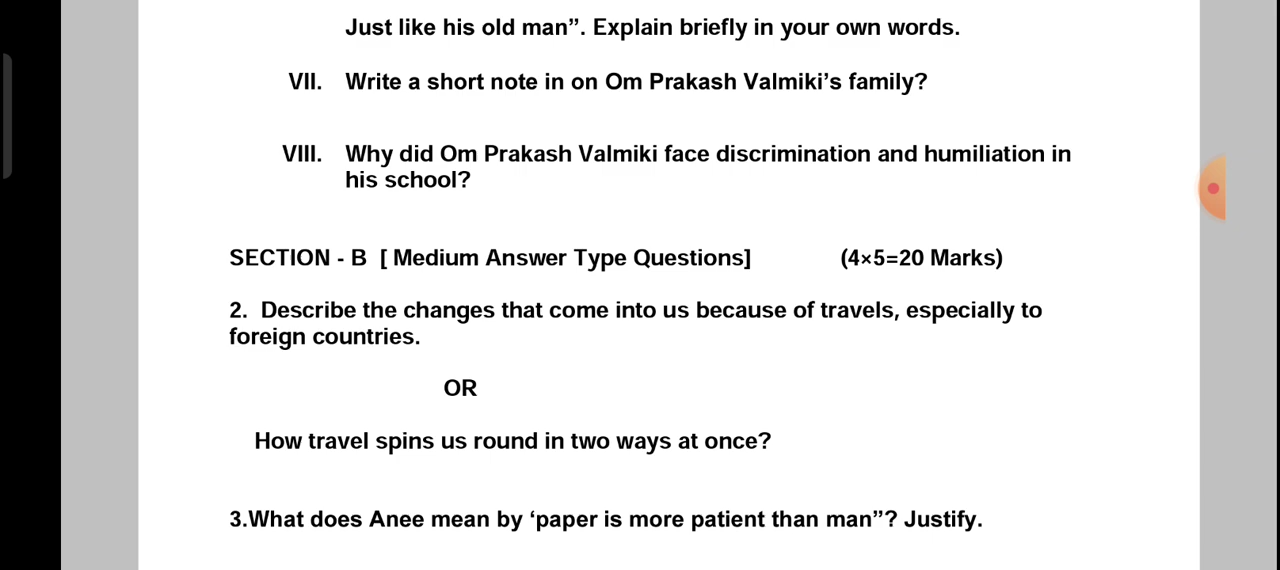 Just like his old man”. Explain briefly in your own words.
VII. Write a short note in on Om Prakash Valmiki’s family?
VIII. Why did Om Prakash Valmiki face discrimination and humiliation in
his school?
SECTION - B [ Medium Answer Type Questions] (4×5=20 Marks)
2. Describe the changes that come into us because of travels, especially to
foreign countries.
OR
How travel spins us round in two ways at once?
3.What does Anee mean by ‘paper is more patient than man”? Justify.